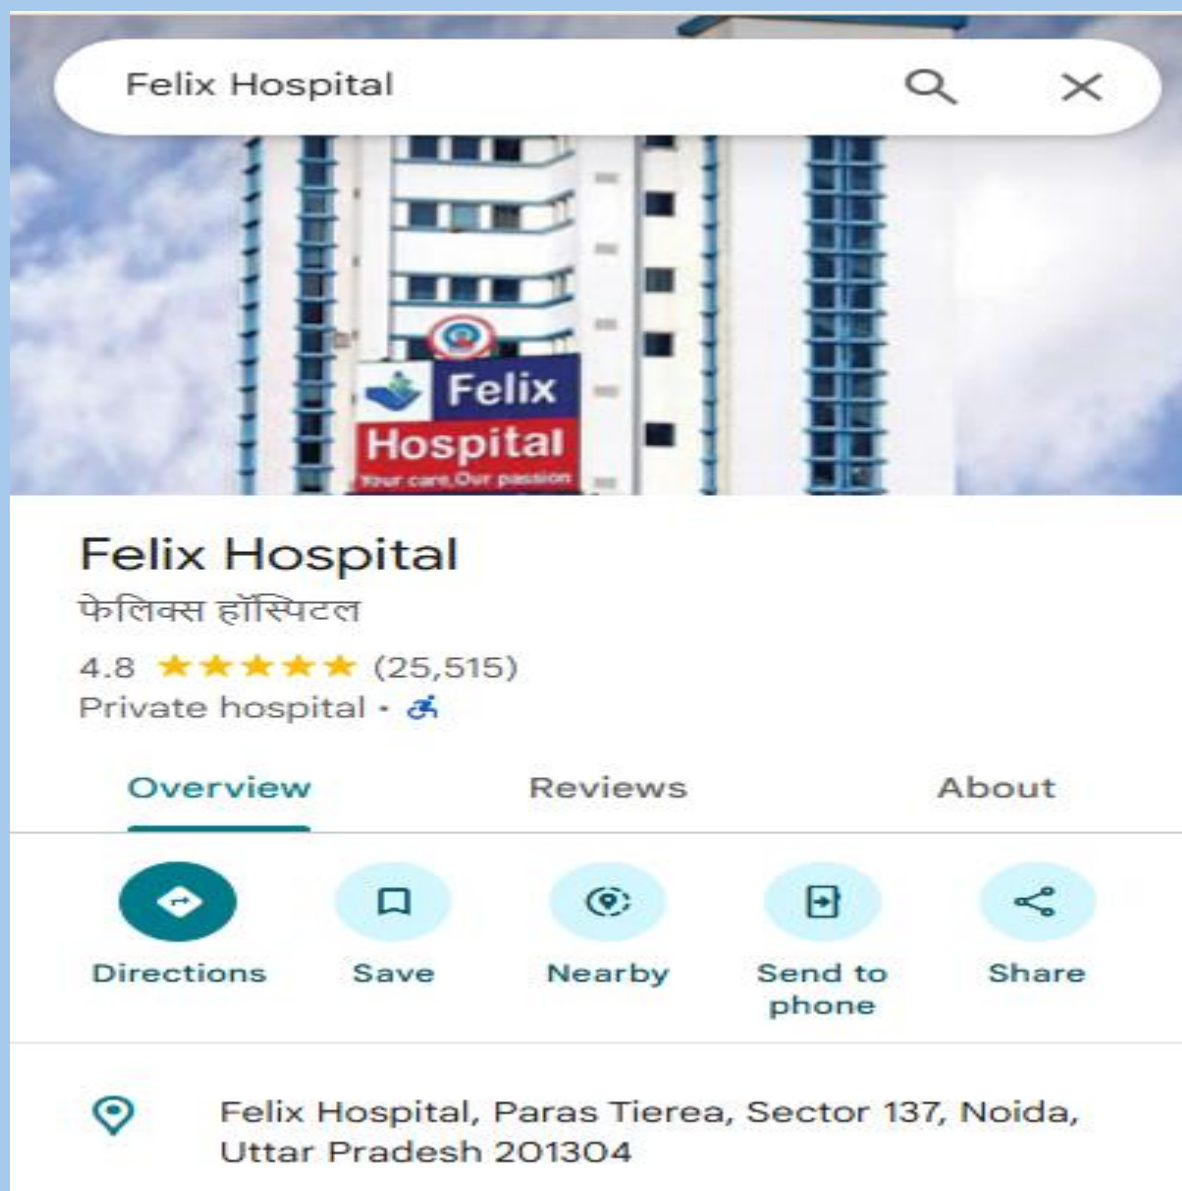 Felix Hospital
Felix
Hospital
Your care, Our passion
Felix Hospital
फेलिक्स हॉस्पिटल
4.8 ★★★★★ (25,515)
Private hospital ·
Overview Reviews About
Directions Save Nearby Send to phone Share
Felix Hospital, Paras Tierea, Sector 137, Noida,
Uttar Pradesh 201304